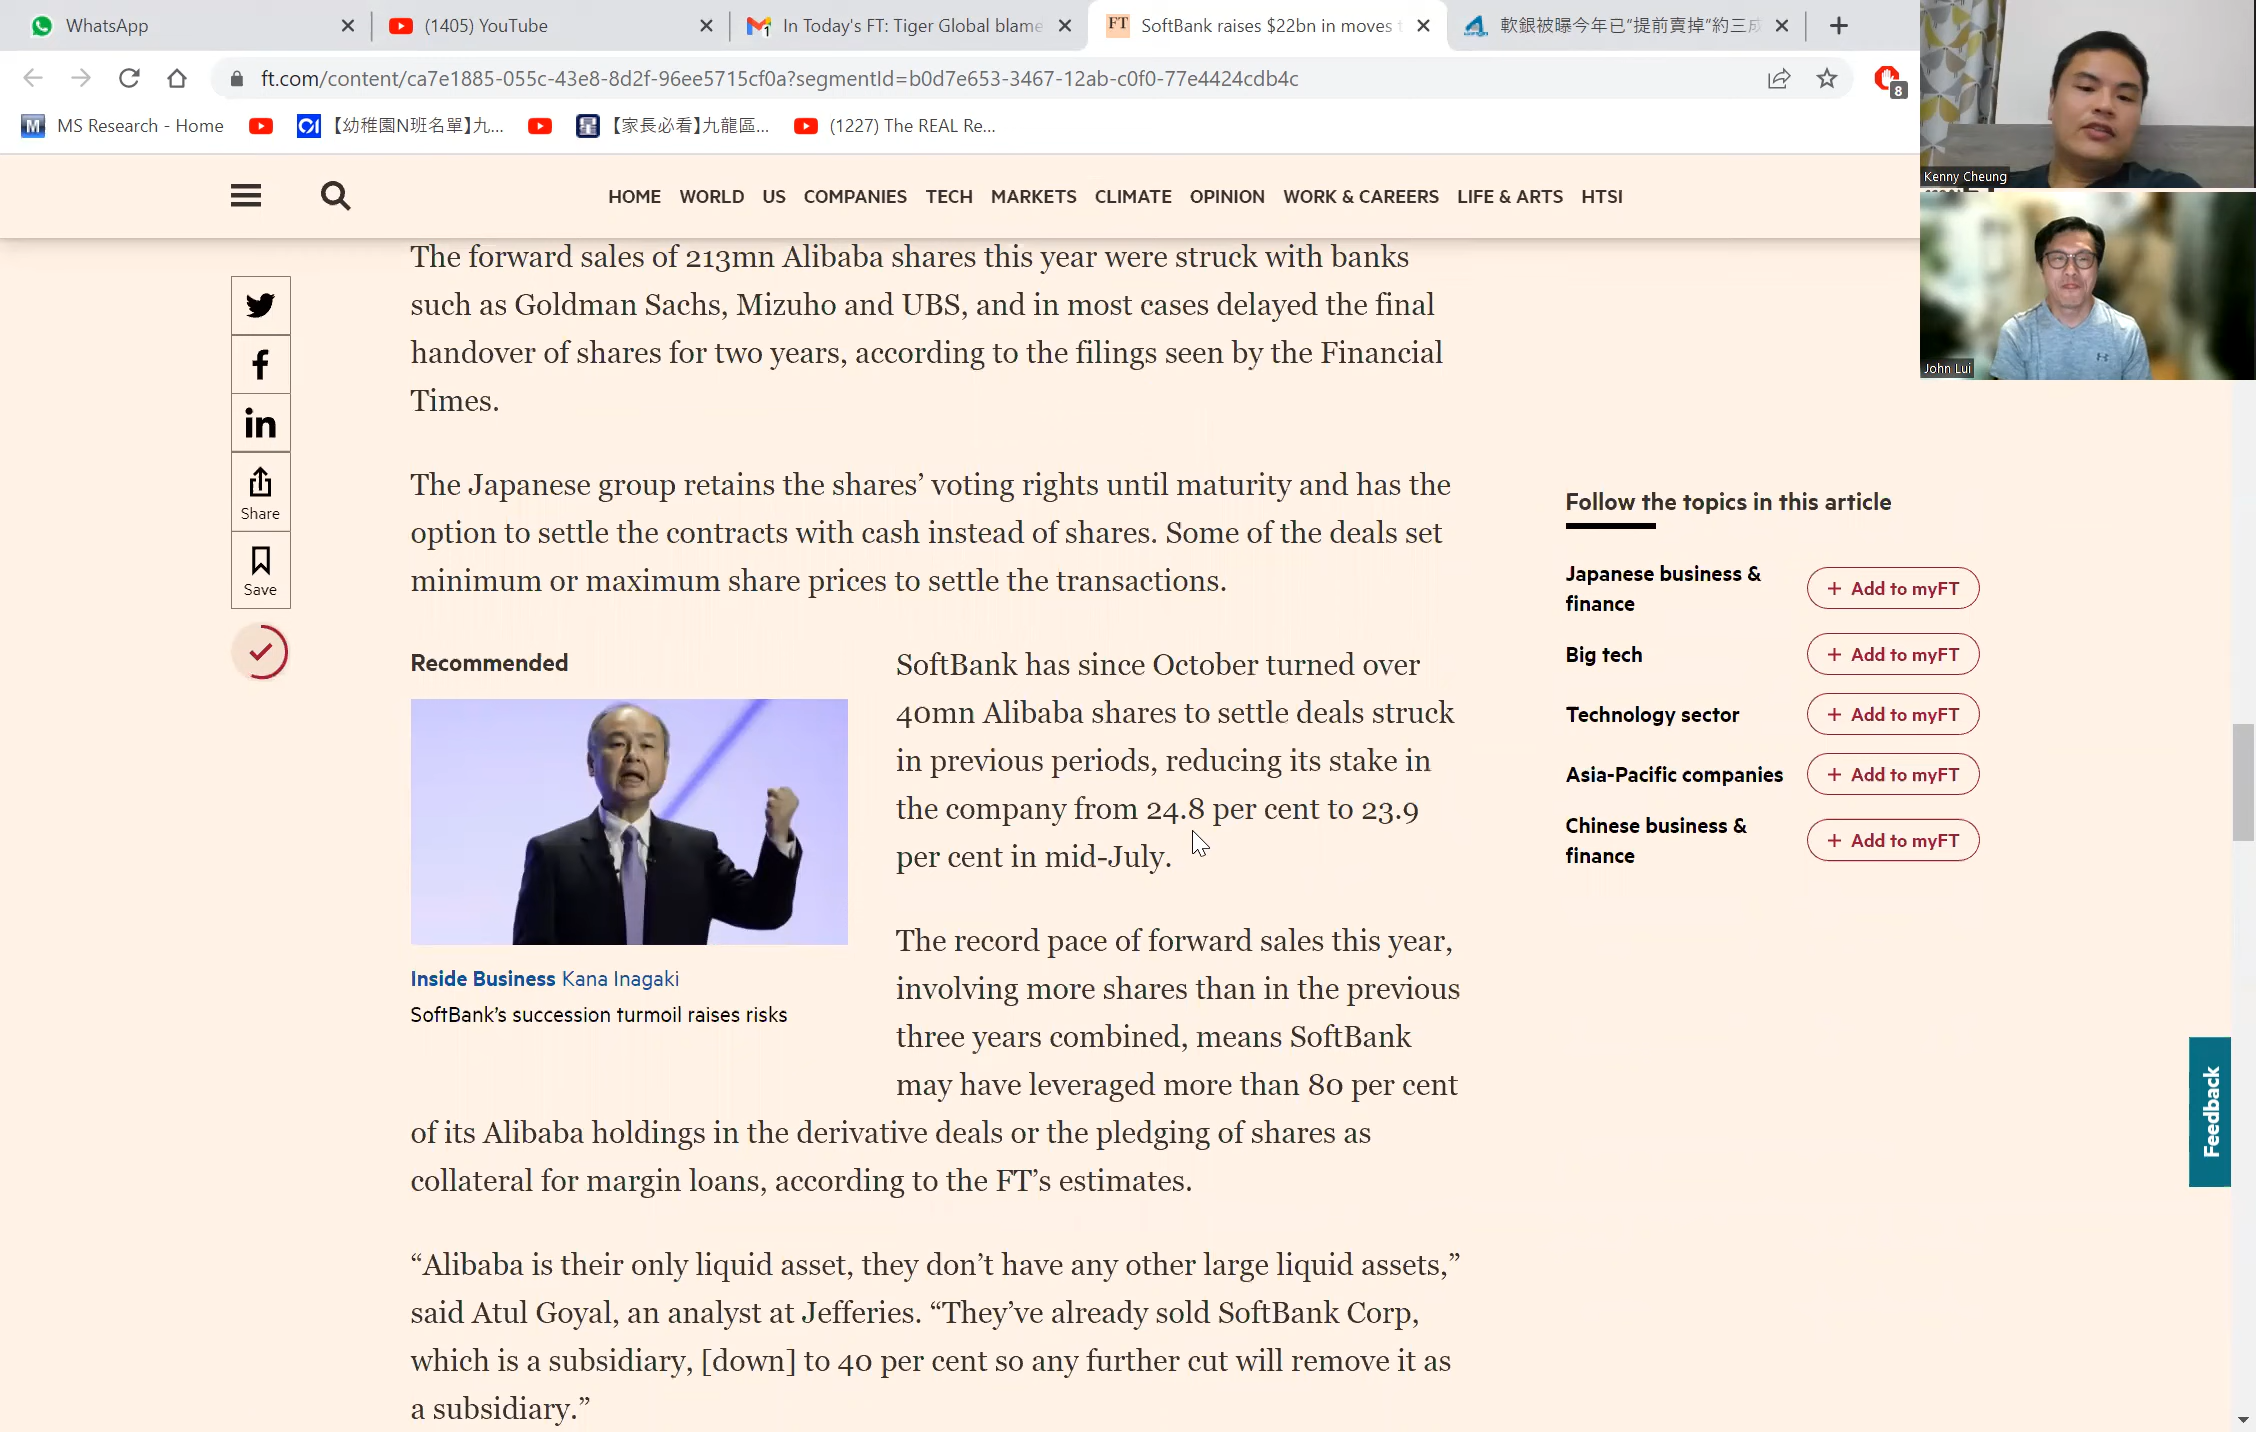 WhatsApp
(1405) YouTube
In Today's FT: Tiger Global blame
FT SoftBank raises $22bn in moves
軟銀被曝今年已“提前賣掉”約三成
ft.com/content/ca7e1885-055c-43e8-8d2f-96ee5715cf0a?segmentId=b0d7e653-3467-12ab-c0f0-77e4424cdb4c
8
M MS Research - Home
【幼稚園N班名單】九...
【家長必看】九龍區...
(1227) The REAL Re...
Kenny Cheung
John Lui
HOME WORLD US COMPANIES TECH MARKETS CLIMATE OPINION WORK & CAREERS LIFE & ARTS HTSI
Share
Save
The forward sales of 213mn Alibaba shares this year were struck with banks
such as Goldman Sachs, Mizuho and UBS, and in most cases delayed the final
handover of shares for two years, according to the filings seen by the Financial
Times.
The Japanese group retains the shares’ voting rights until maturity and has the
option to settle the contracts with cash instead of shares. Some of the deals set
minimum or maximum share prices to settle the transactions.
Recommended
Inside Business Kana Inagaki
SoftBank’s succession turmoil raises risks
SoftBank has since October turned over
40mn Alibaba shares to settle deals struck
in previous periods, reducing its stake in
the company from 24.8 per cent to 23.9
per cent in mid-July.
The record pace of forward sales this year,
involving more shares than in the previous
three years combined, means SoftBank
may have leveraged more than 80 per cent
of its Alibaba holdings in the derivative deals or the pledging of shares as
collateral for margin loans, according to the FT’s estimates.
“Alibaba is their only liquid asset, they don’t have any other large liquid assets,”
said Atul Goyal, an analyst at Jefferies. “They’ve already sold SoftBank Corp,
which is a subsidiary, [down] to 40 per cent so any further cut will remove it as
a subsidiary.”
Follow the topics in this article
Japanese business &
finance
+ Add to myFT
Big tech
+ Add to myFT
Technology sector
+ Add to myFT
Asia-Pacific companies
+ Add to myFT
Chinese business &
finance
+ Add to myFT
Feedback